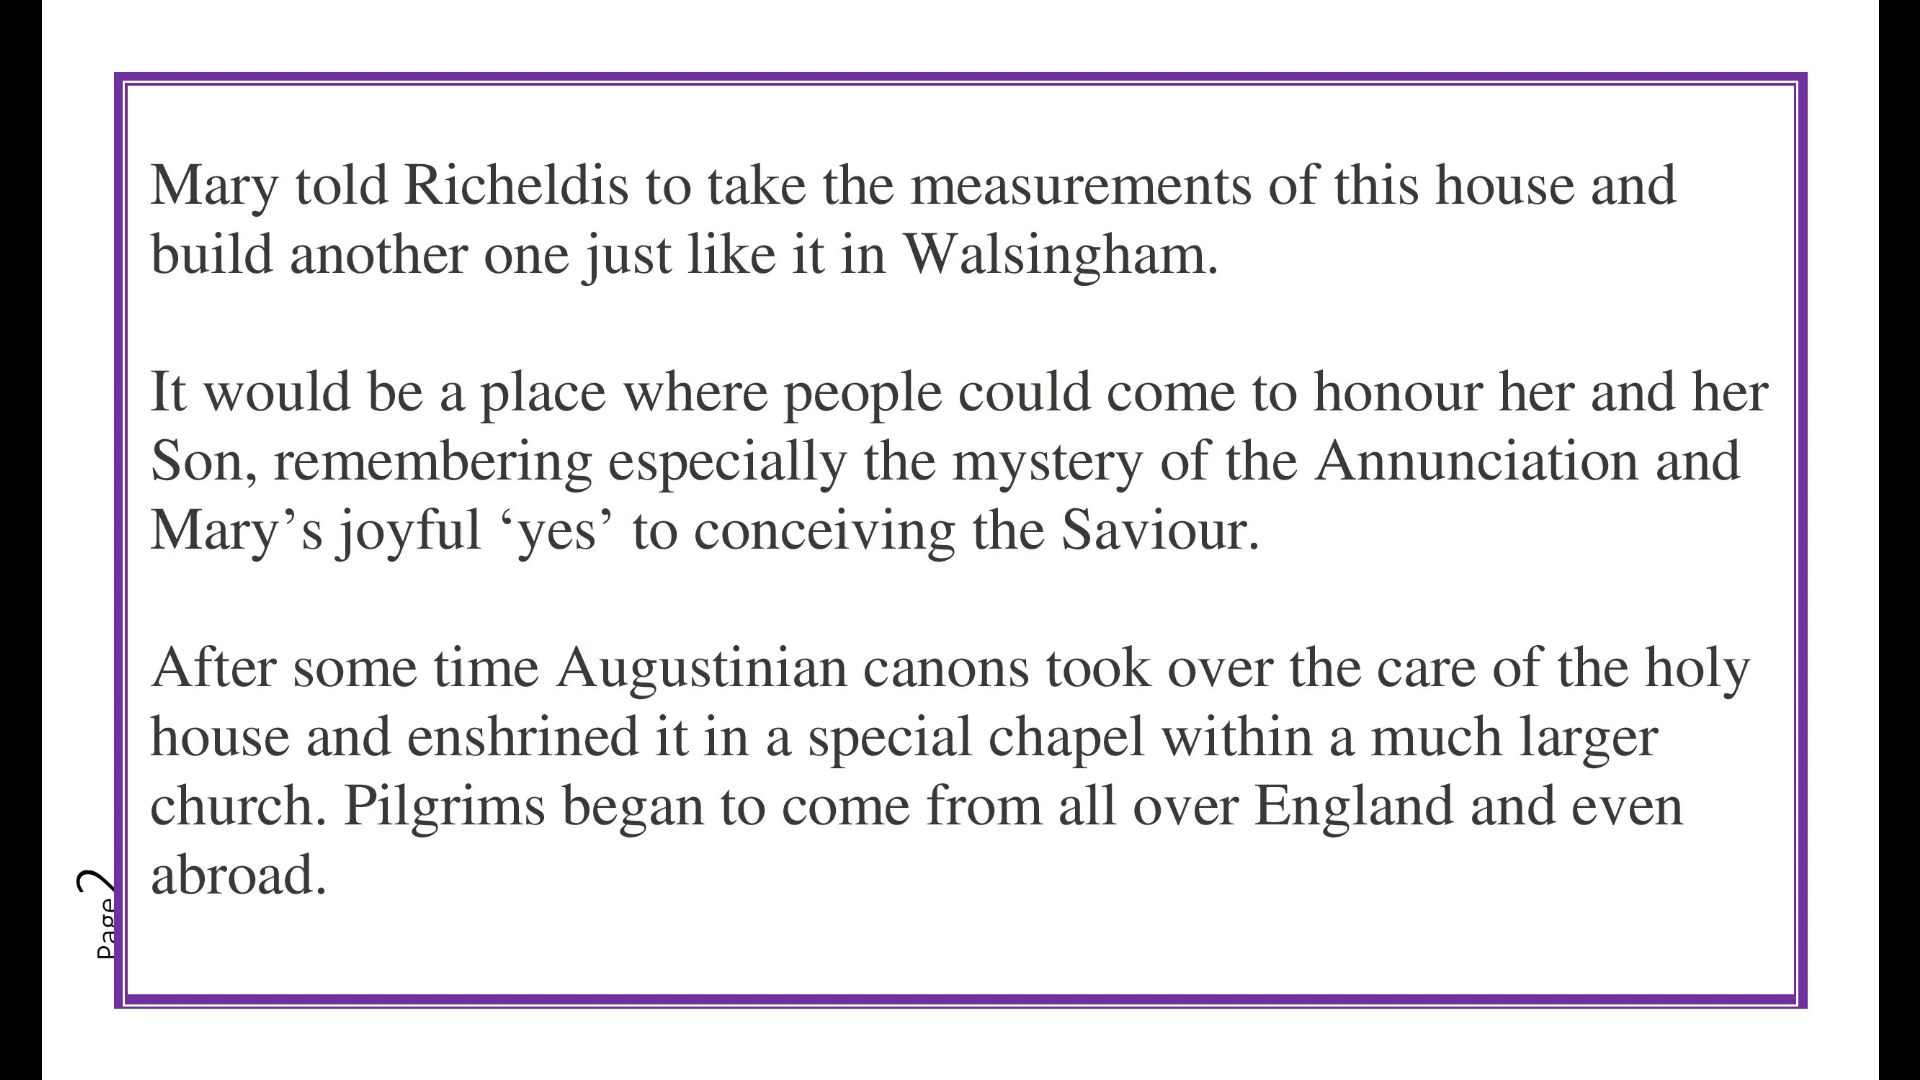 Mary told Richeldis to take the measurements of this house and
build another one just like it in Walsingham.
It would be a place where people could come to honour her and her
Son, remembering especially the mystery of the Annunciation and
Mary’s joyful ‘yes’ to conceiving the Saviour.
After some time Augustinian canons took over the care of the holy
house and enshrined it in a special chapel within a much larger
church. Pilgrims began to come from all over England and even
abroad.
Page 2